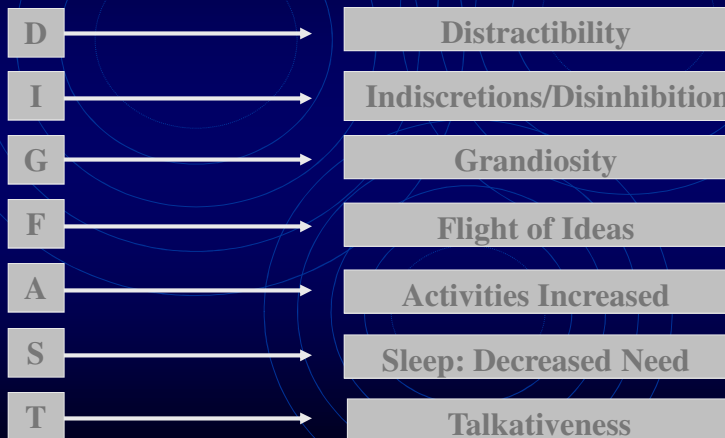 D Distractibility
I Indiscretions/Disinhibition
G Grandiosity
F Flight of Ideas
A Activities Increased
S Sleep: Decreased Need
T Talkativeness